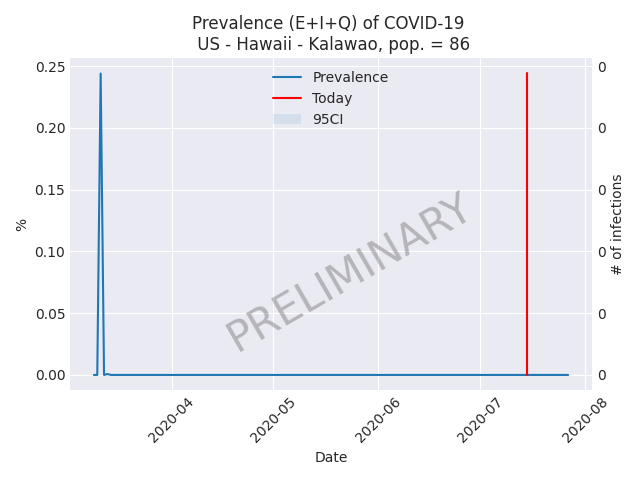 Prevalence (E+I+Q) of COVID-19
US - Hawaii - Kalawao, pop. = 86
Prevalence
Today
95CI
0.25
0.20
0.15
0.10
0.05
0.00
%
0
0
0
0
0
0
# of infections
PRELIMINARY
2020-04
2020-05
2020-06
2020-07
2020-08
Date